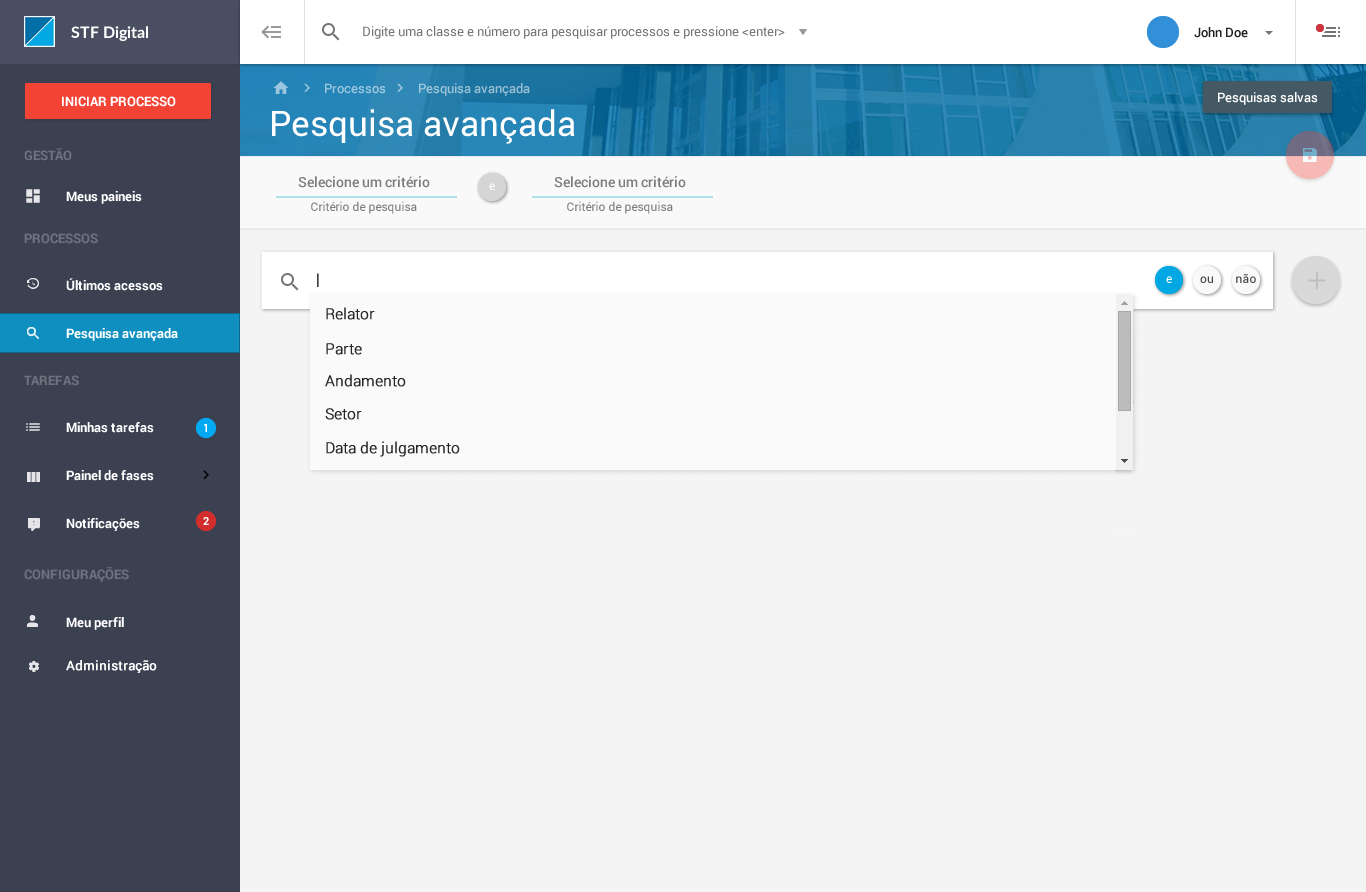 STF Digital
Digite uma classe e número para pesquisar processos e pressione <enter>
John Doe
INICIAR PROCESSO
GESTÃO
Meus paineis
PROCESSOS
Últimos acessos
Pesquisa avançada
TAREFAS
Minhas tarefas 1
Painel de fases
Notificações 2
CONFIGURAÇÕES
Meu perfil
Administração
Processos Pesquisa avançada
Pesquisas salvas
Pesquisa avançada
Selecione um critério e Selecione um critério
Critério de pesquisa Critério de pesquisa
e ou não
Relator
Parte
Andamento
Setor
Data de julgamento